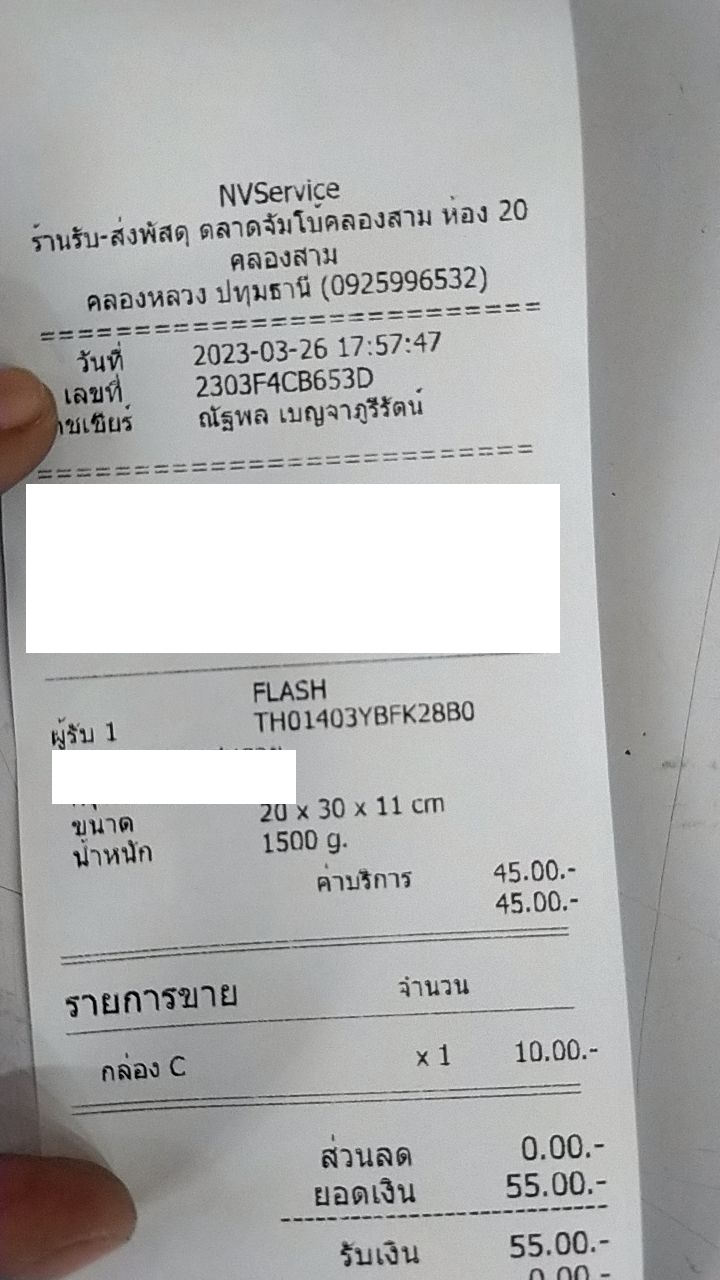 NVService
ร้านรับ-ส่งพัสดุ ตลาดจัมโบ้คลองสาม ห้อง 20
คลองสาม
คลองหลวง ปทุมธานี (0925996532)
===========================
วันที่ 2023-03-26 17:57:47
เลขที่ 2303F4CB653D
ณัฐพล เบญจาภูรีรัตน์
===========================
FLASH
ผู้รับ 1 TH01403YBFK28B0
ขนาด 20 x 30 x 11 cm
น้ำหนัก 1500 g.
ค่าบริการ 45.00.-
45.00.-
รายการขาย จำนวน
กล่อง C x 1 10.00.-
ส่วนลด 0.00.-
ยอดเงิน 55.00.-
รับเงิน 55.00.-
0.00.-